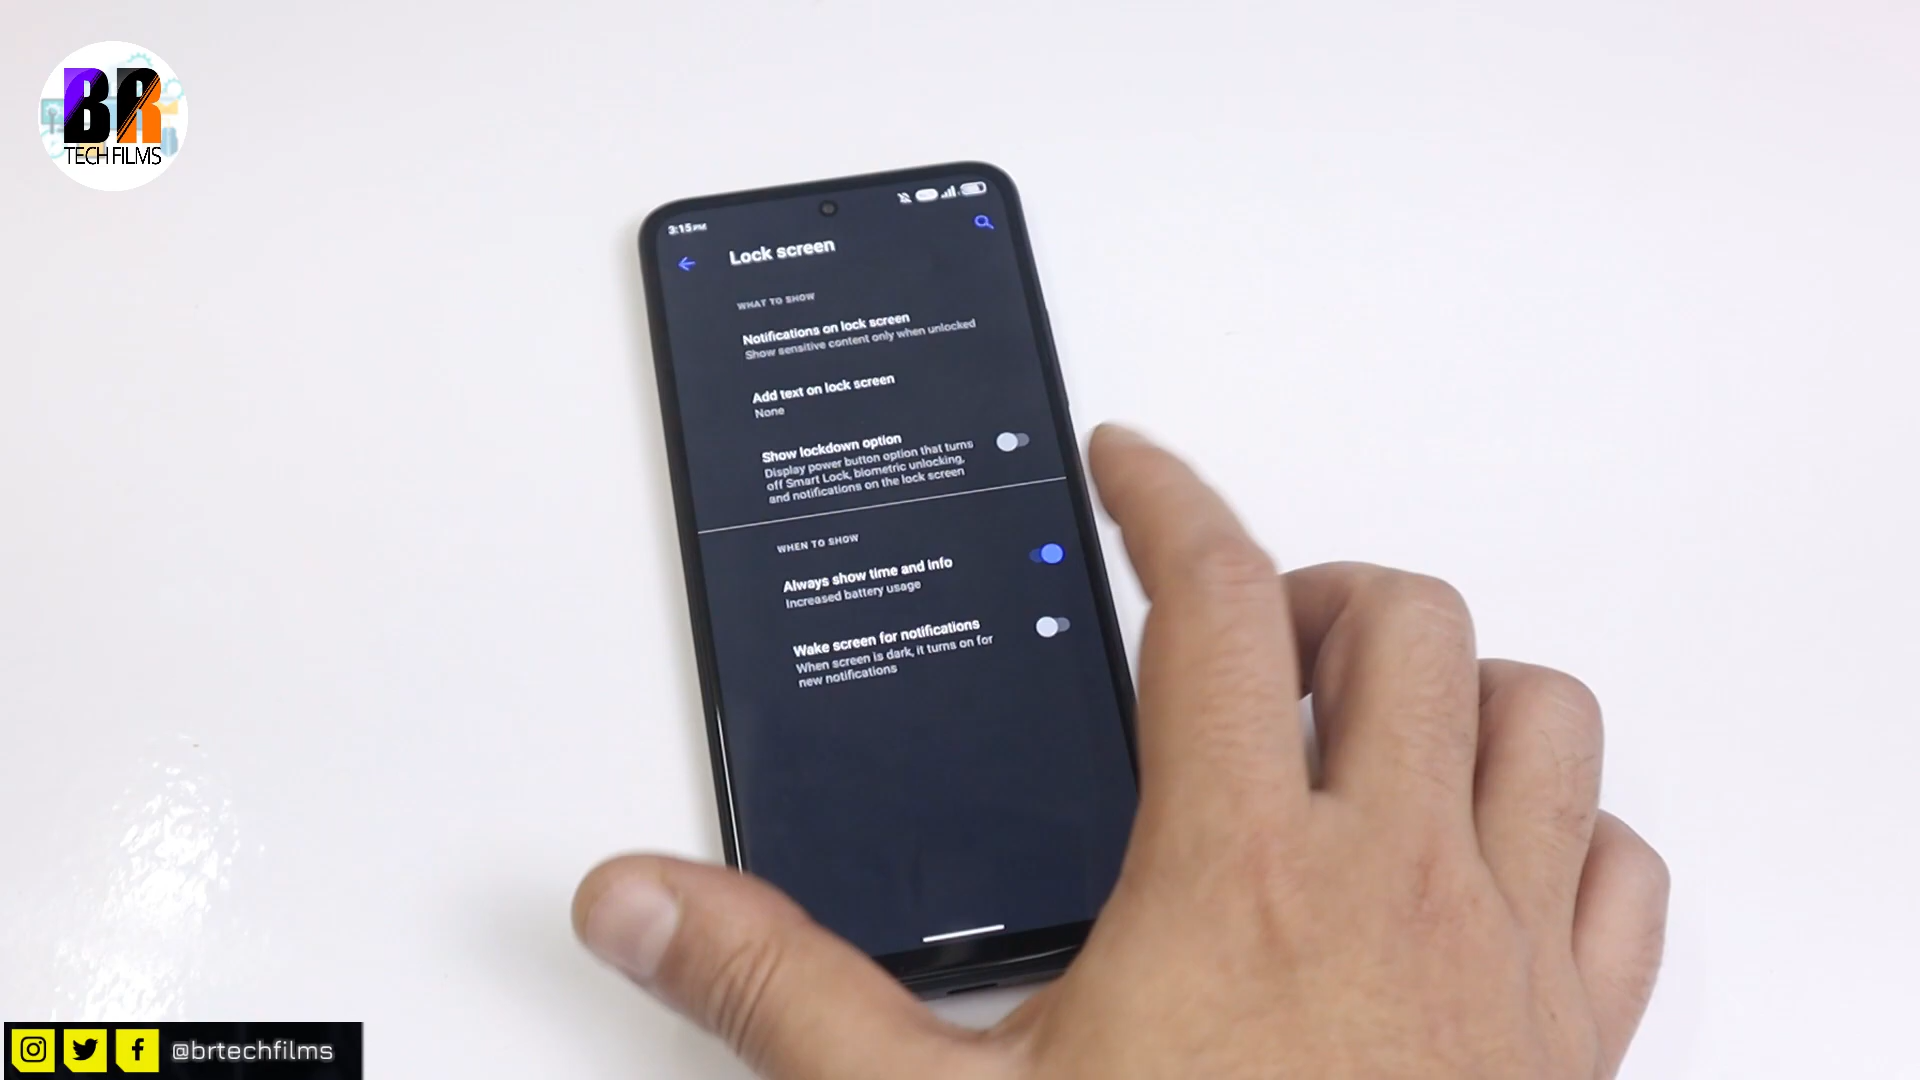 BR
TECH FILMS
3:15 PM
Lock screen
WHAT TO SHOW
Notifications on lock screen
Show sensitive content only when unlocked
Add text on lock screen
None
Show lockdown option
Display power button option that turns
off Smart Lock, biometric unlocking,
and notifications on the lock screen
WHEN TO SHOW
Always show time and info
Increased battery usage
Wake screen for notifications
When screen is dark, it turns on for
new notifications
@brtechfilms